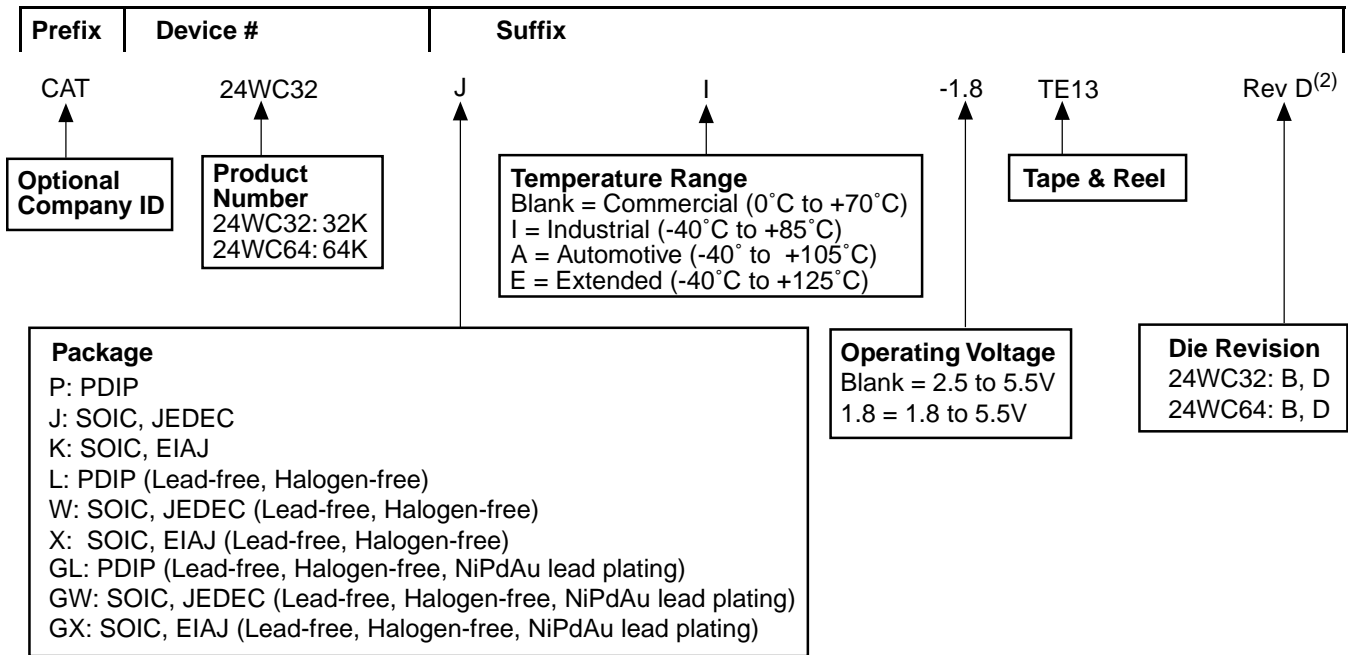 Prefix Device # Suffix
CAT 24WC32 J I -1.8 TE13 Rev D(2)
Optional
Company ID
Product
Number
24WC32: 32K
24WC64: 64K
Temperature Range
Blank = Commercial (0˚C to +70˚C)
I = Industrial (-40˚C to +85˚C)
A = Automotive (-40˚ to +105˚C)
E = Extended (-40˚C to +125˚C)
Tape & Reel
Package
P: PDIP
J: SOIC, JEDEC
K: SOIC, EIAJ
L: PDIP (Lead-free, Halogen-free)
W: SOIC, JEDEC (Lead-free, Halogen-free)
X: SOIC, EIAJ (Lead-free, Halogen-free)
GL: PDIP (Lead-free, Halogen-free, NiPdAu lead plating)
GW: SOIC, JEDEC (Lead-free, Halogen-free, NiPdAu lead plating)
GX: SOIC, EIAJ (Lead-free, Halogen-free, NiPdAu lead plating)
Operating Voltage
Blank = 2.5 to 5.5V
1.8 = 1.8 to 5.5V
Die Revision
24WC32: B, D
24WC64: B, D